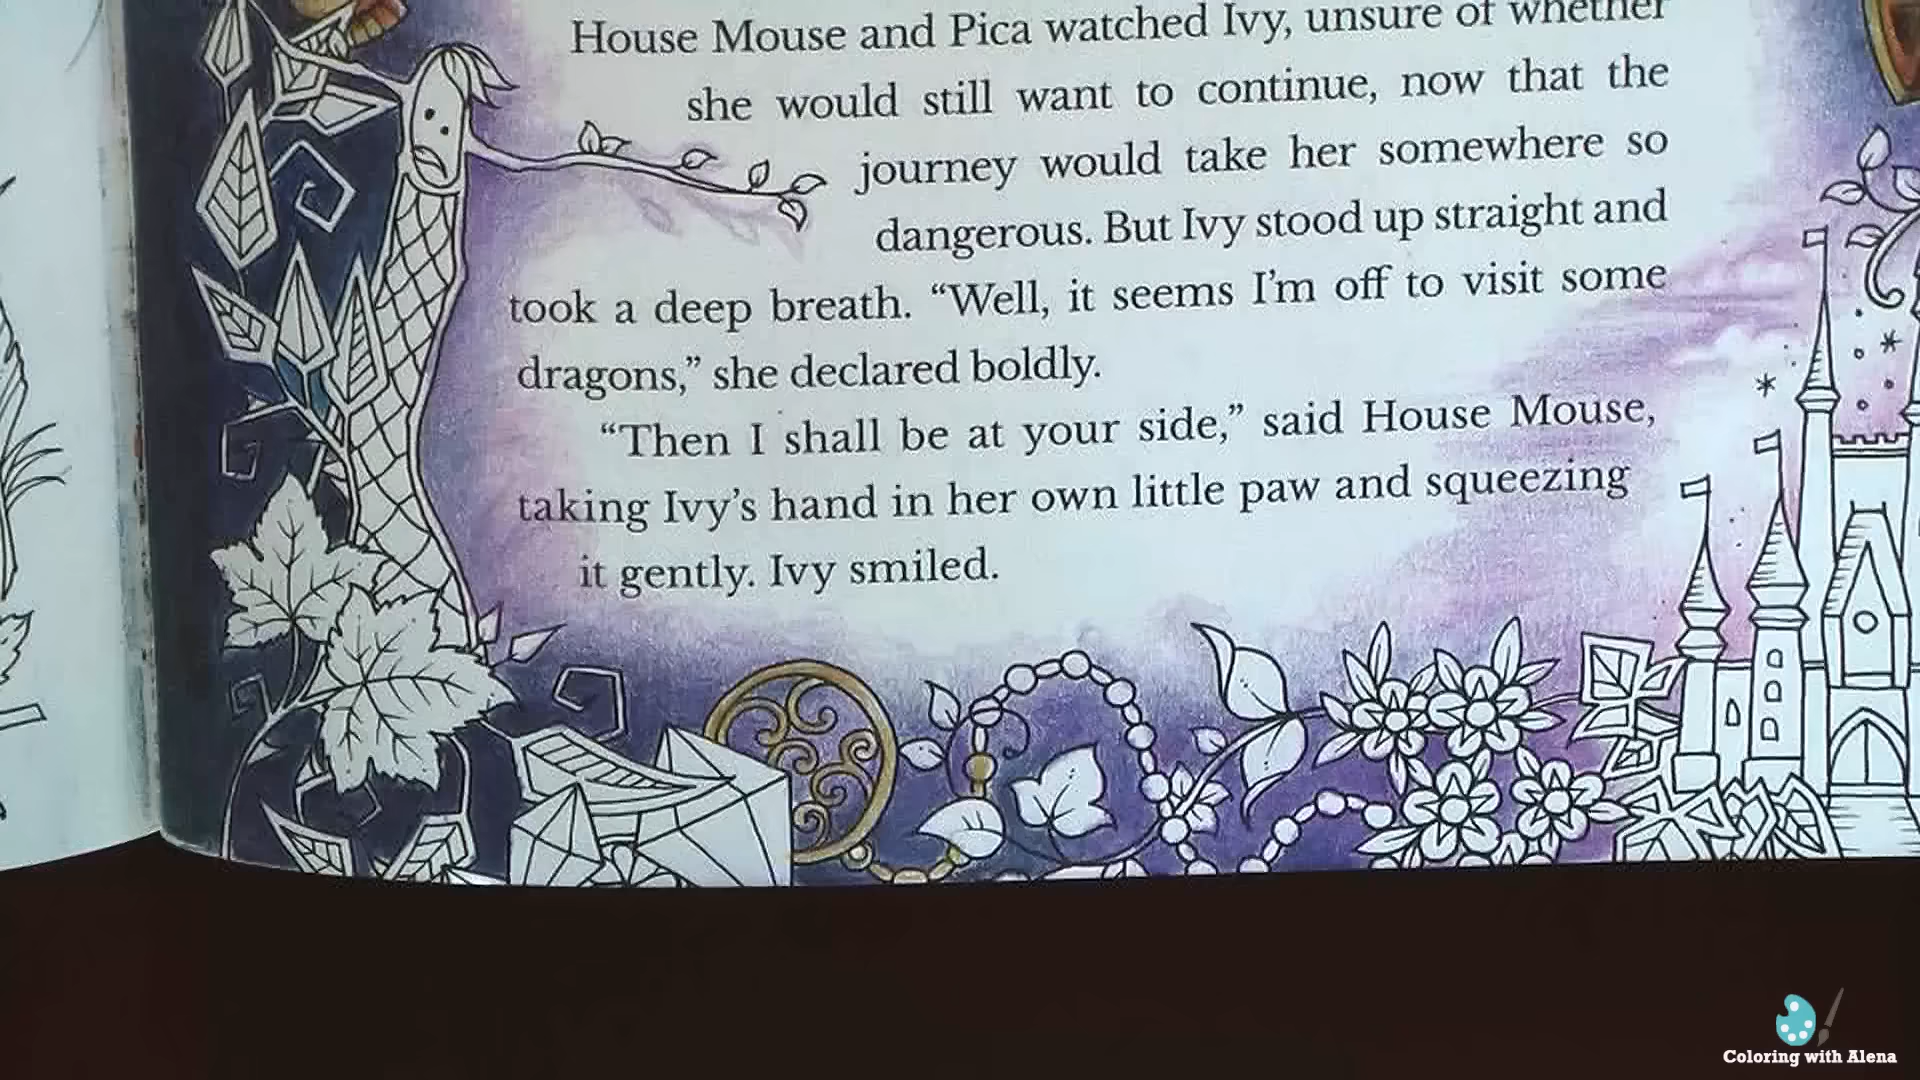 House Mouse and Pica watched Ivy, unsure of whether
she would still want to continue, now that the
journey would take her somewhere so
dangerous. But Ivy stood up straight and
took a deep breath. “Well, it seems I’m off to visit some
dragons,” she declared boldly.
“Then I shall be at your side,” said House Mouse,
taking Ivy’s hand in her own little paw and squeezing
it gently. Ivy smiled.
Coloring with Alena